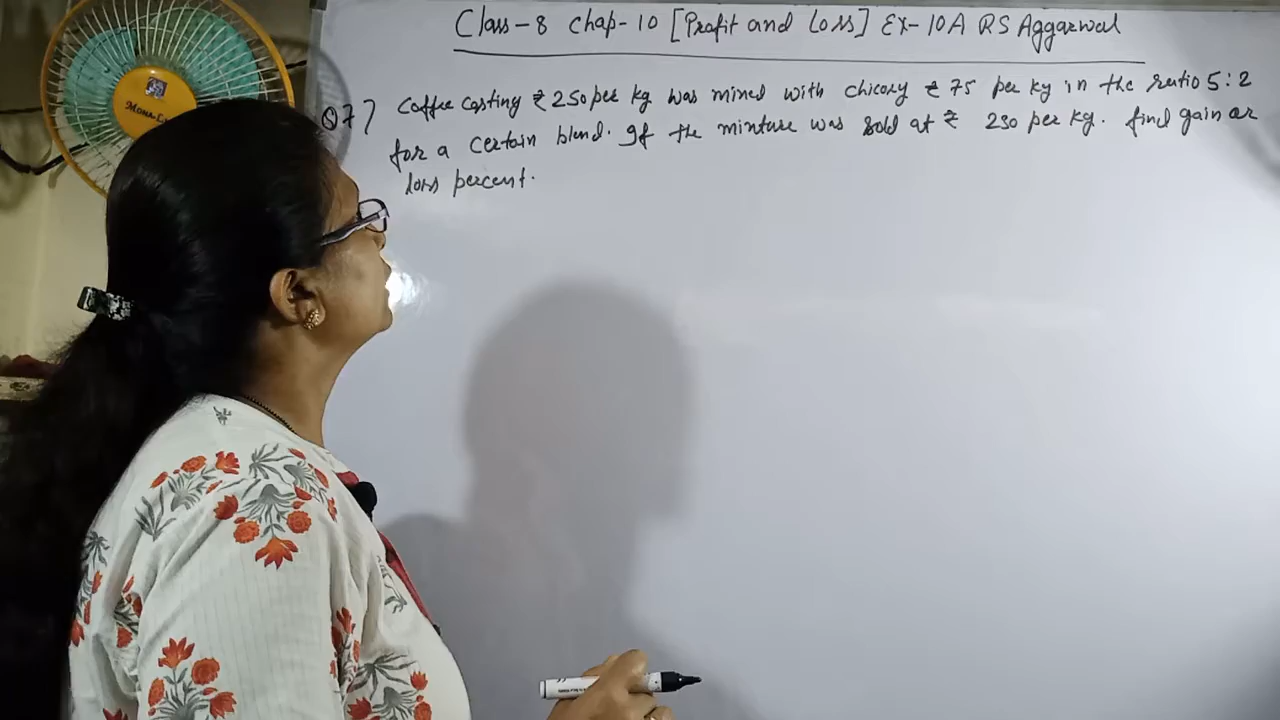 Class-8 Chap-10 [Profit and Loss] Ex-10A RS Aggarwal
Q7) Coffee costing ₹ 250 per kg was mixed with chicory ₹ 75 per kg in the ratio 5:2
for a certain blend. If the mixture was sold at ₹ 230 per kg. find gain or
loss percent.